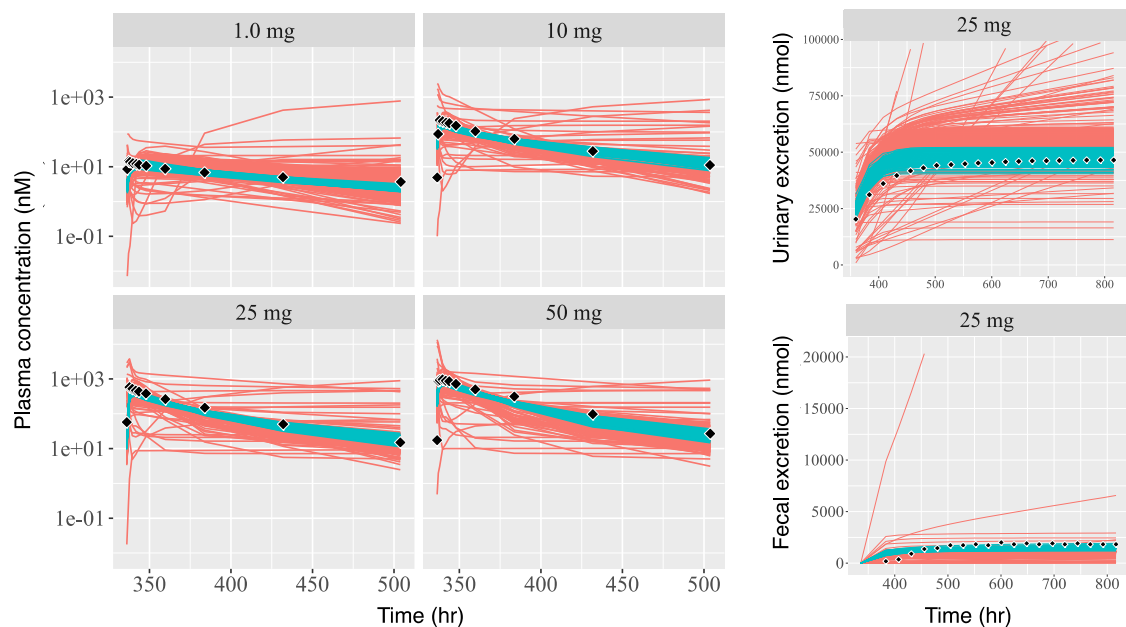 1.0 mg
10 mg
25 mg
50 mg
Plasma concentration (nM)
1e+03
1e+01
1e-01
1e+03
1e+01
1e-01
350 400 450 500
350 400 450 500
Time (hr)
25 mg
Urinary excretion (nmol)
100000
75000
50000
25000
0
400 500 600 700 800
25 mg
Fecal excretion (nmol)
20000
15000
10000
5000
0
400 500 600 700 800
Time (hr)